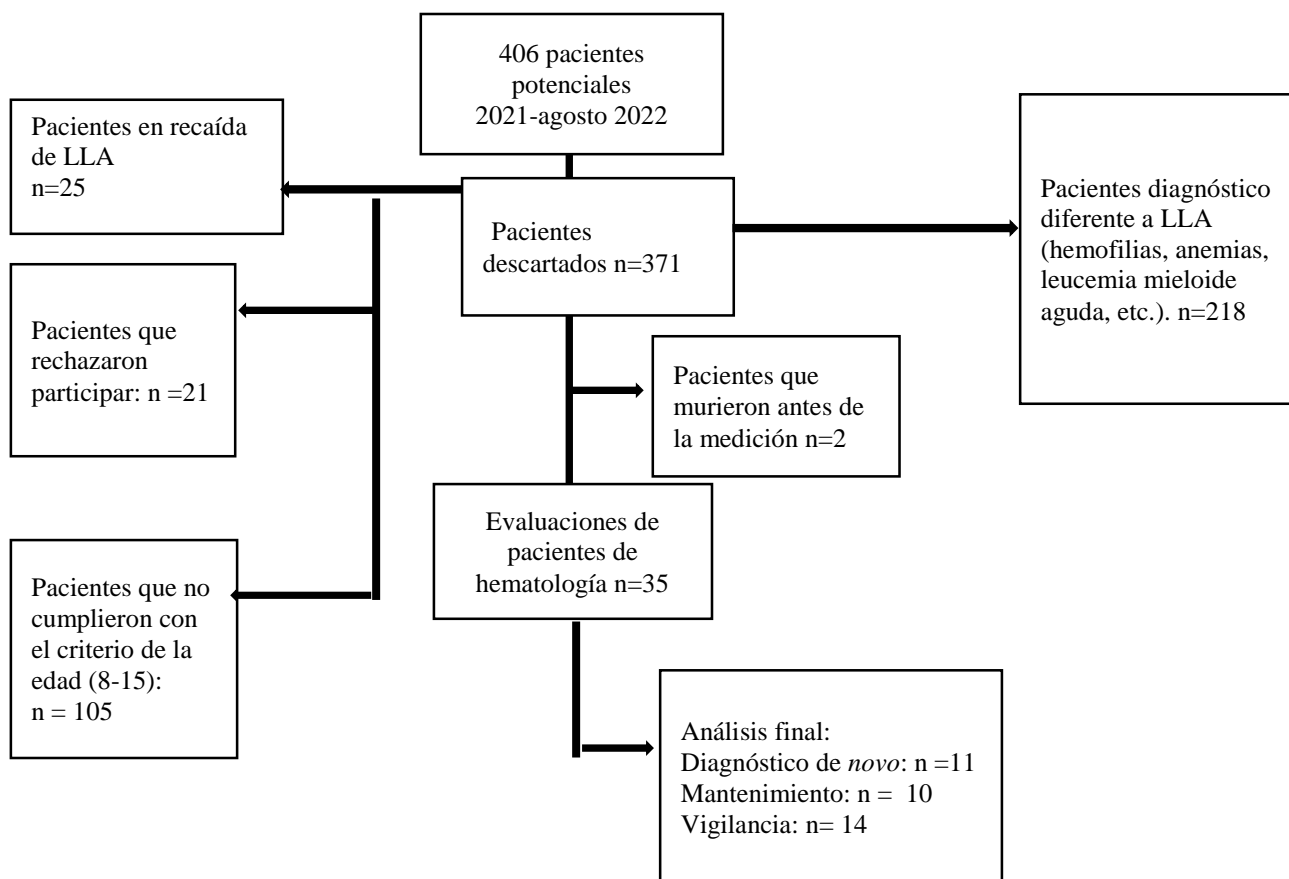 406 pacientes
potenciales
2021-agosto 2022
Pacientes en recaída
de LLA
n=25
Pacientes
descartados n=371
Pacientes diagnóstico
diferente a LLA
(hemofilias, anemias,
leucemia mieloide
aguda, etc.). n=218
Pacientes que
rechazaron
participar: n =21
Pacientes que
murieron antes de
la medición n=2
Evaluaciones de
pacientes de
hematología n=35
Pacientes que no
cumplieron con
el criterio de la
edad (8-15):
n = 105
Análisis final:
Diagnóstico de novo: n =11
Mantenimiento: n = 10
Vigilancia: n= 14